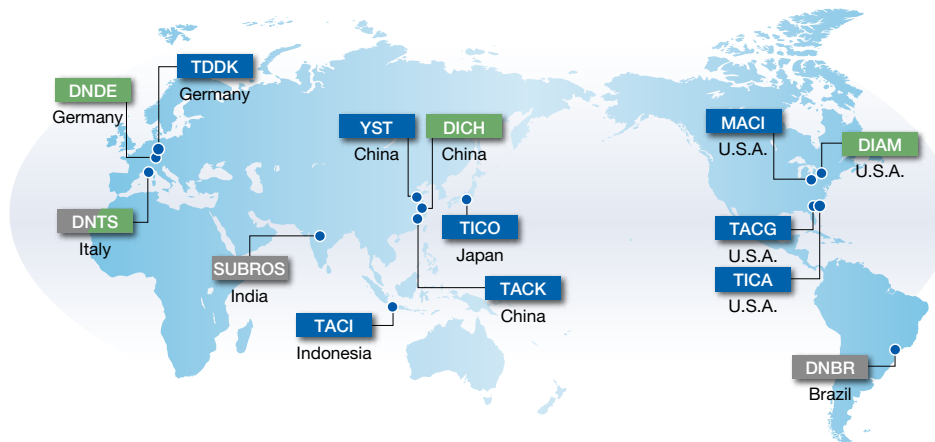 TDDK
Germany
DNDE
Germany
YST
China
DICH
China
MACI
U.S.A.
DIAM
U.S.A.
DNTS
Italy
TICO
Japan
TACG
U.S.A.
SUBROS
India
TICA
U.S.A.
TACK
China
TACI
Indonesia
DNBR
Brazil